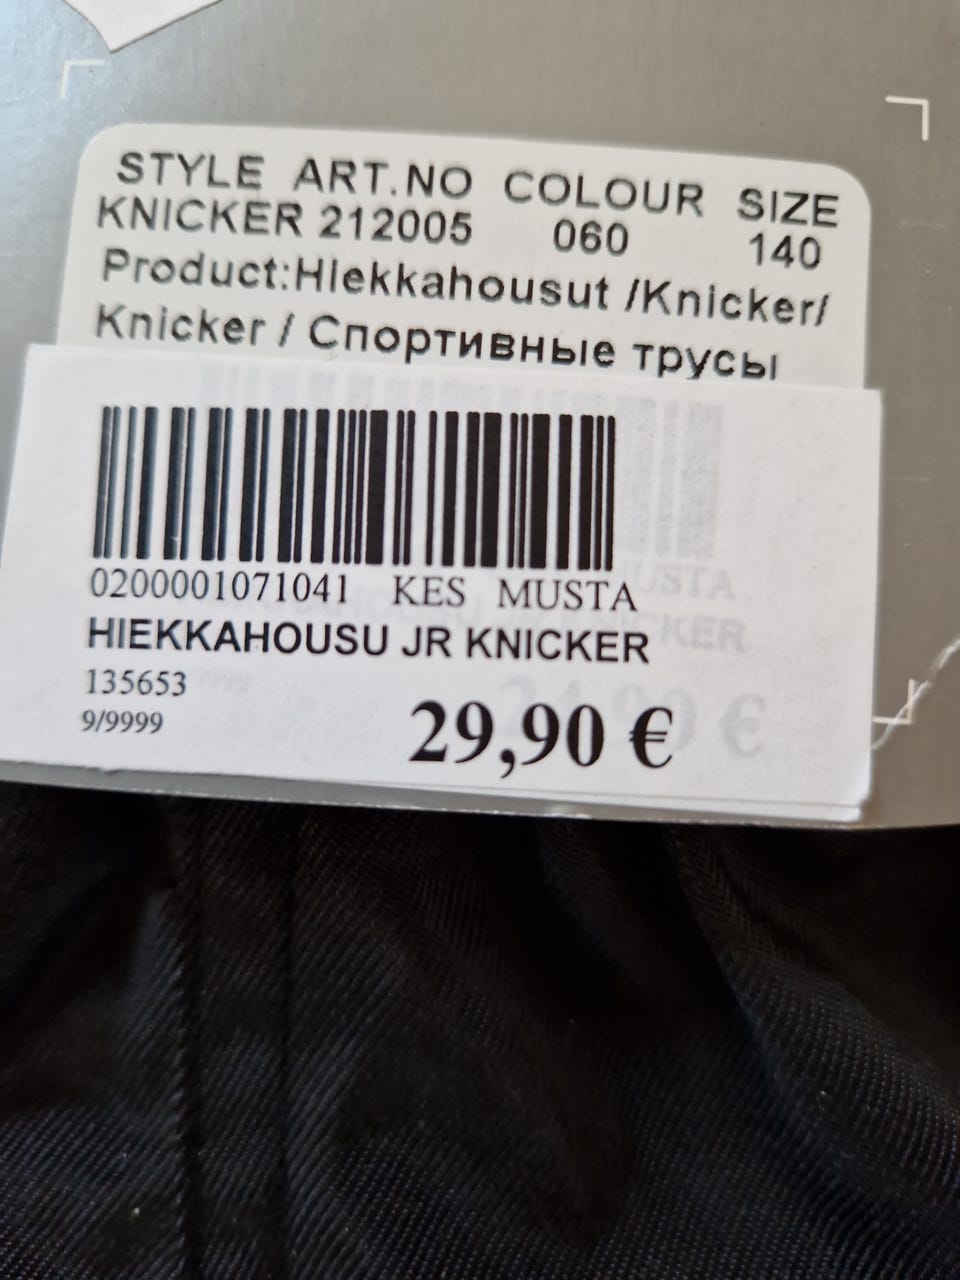 STYLE ART.NO COLOUR SIZE
KNICKER 212005 060 140
Product:Hiekkahousut /Knicker/
Knicker / Спортивные трусы
0200001071041 KES MUSTA
HIEKKAHOUSU JR KNICKER
135653
9/9999
29,90 €